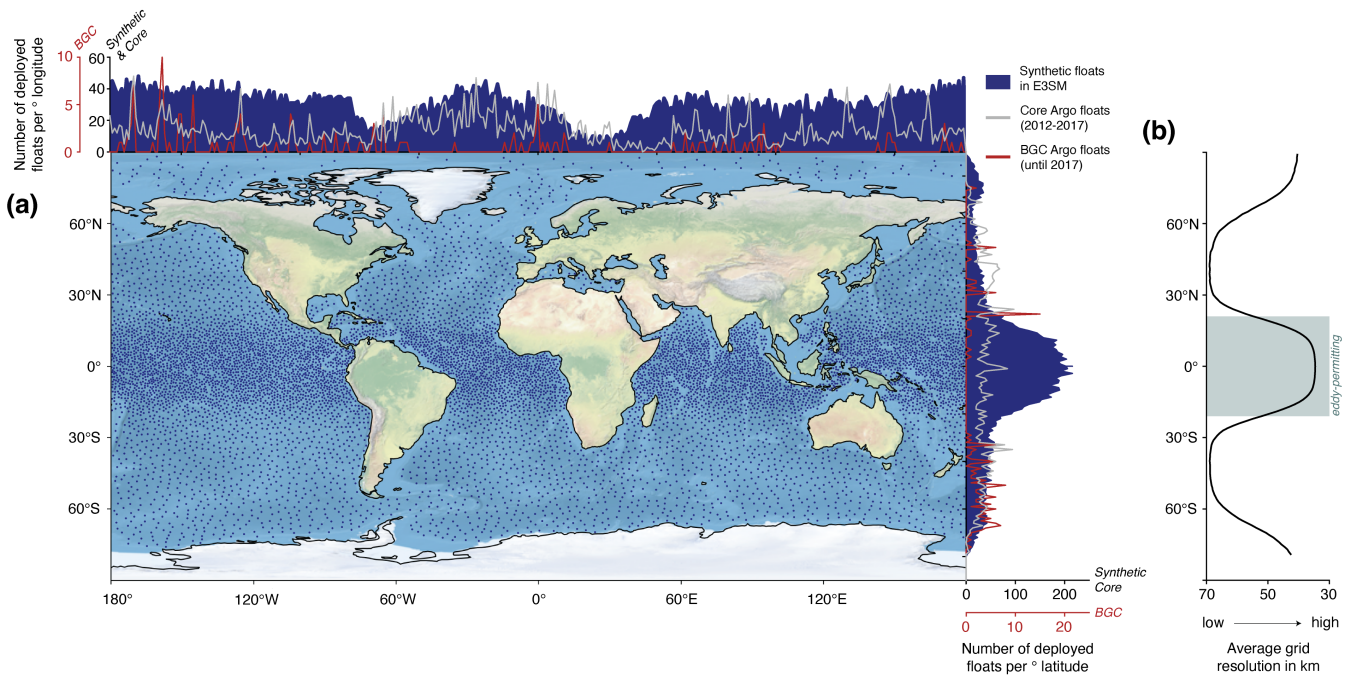 (a)
Number of deployed
floats per ° longitude
BGC
Synthetic
& Core
10
5
0
60
40
20
0
Synthetic floats
in E3SM
Core Argo floats
(2012-2017)
BGC Argo floats
(until 2017)
60°N
30°N
0°
30°S
60°S
180°
120°W
60°W
0°
60°E
120°E
0
100
200
Synthetic
Core
0
10
20
BGC
Number of deployed
floats per ° latitude
(b)
60°N
30°N
0°
30°S
60°S
eddy-permitting
70
50
30
low
high
Average grid
resolution in km